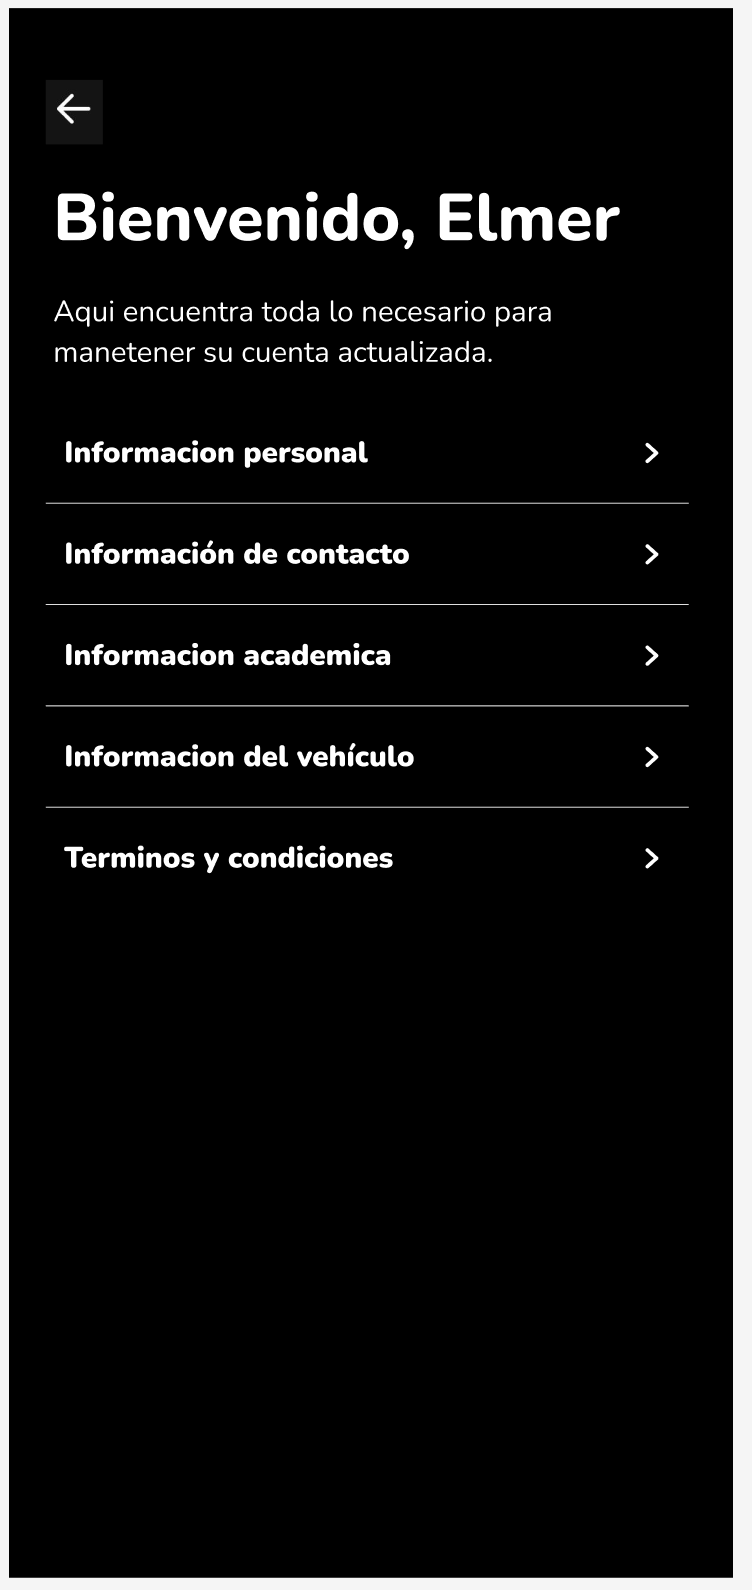 Bienvenido, Elmer
Aqui encuentra toda lo necesario para
manetener su cuenta actualizada.
Informacion personal
Información de contacto
Informacion academica
Informacion del vehículo
Terminos y condiciones